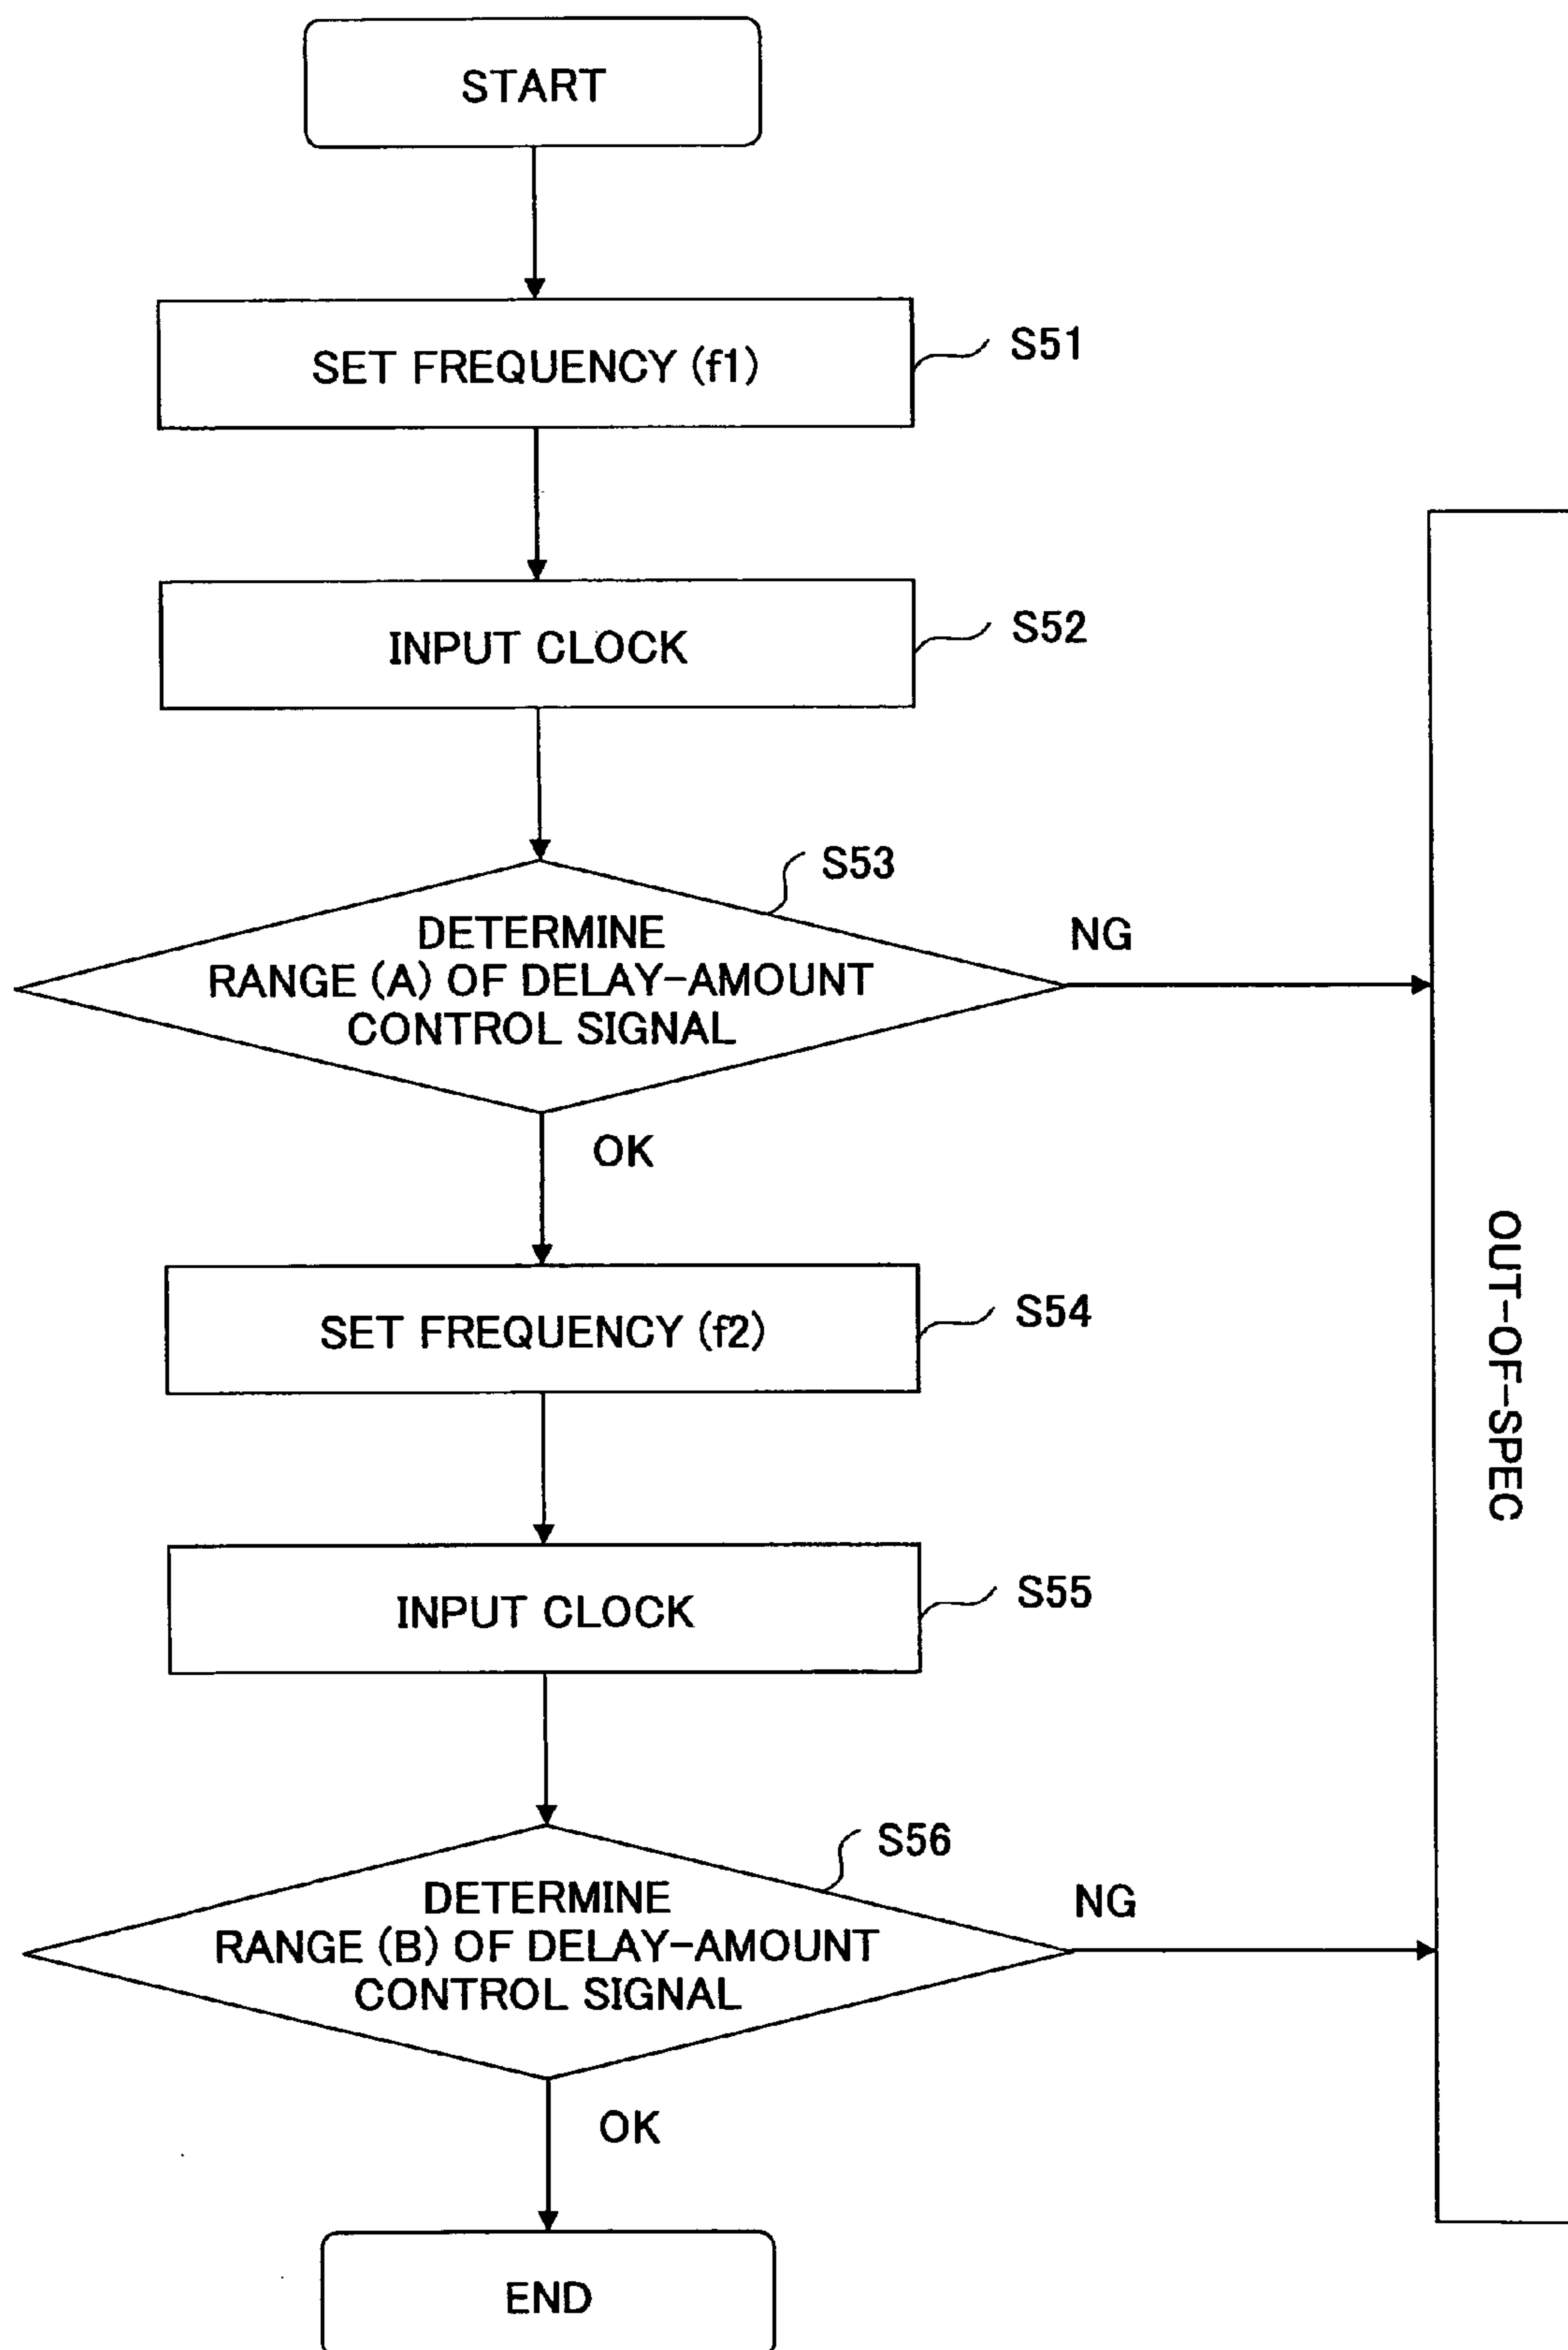 START
SET FREQUENCY (f1)
S51
INPUT CLOCK
S52
S53
DETERMINE
RANGE (A) OF DELAY-AMOUNT
CONTROL SIGNAL
NG
OK
SET FREQUENCY (f2)
S54
INPUT CLOCK
S55
S56
DETERMINE
RANGE (B) OF DELAY-AMOUNT
CONTROL SIGNAL
NG
OK
END
OUT-OF-SPEC